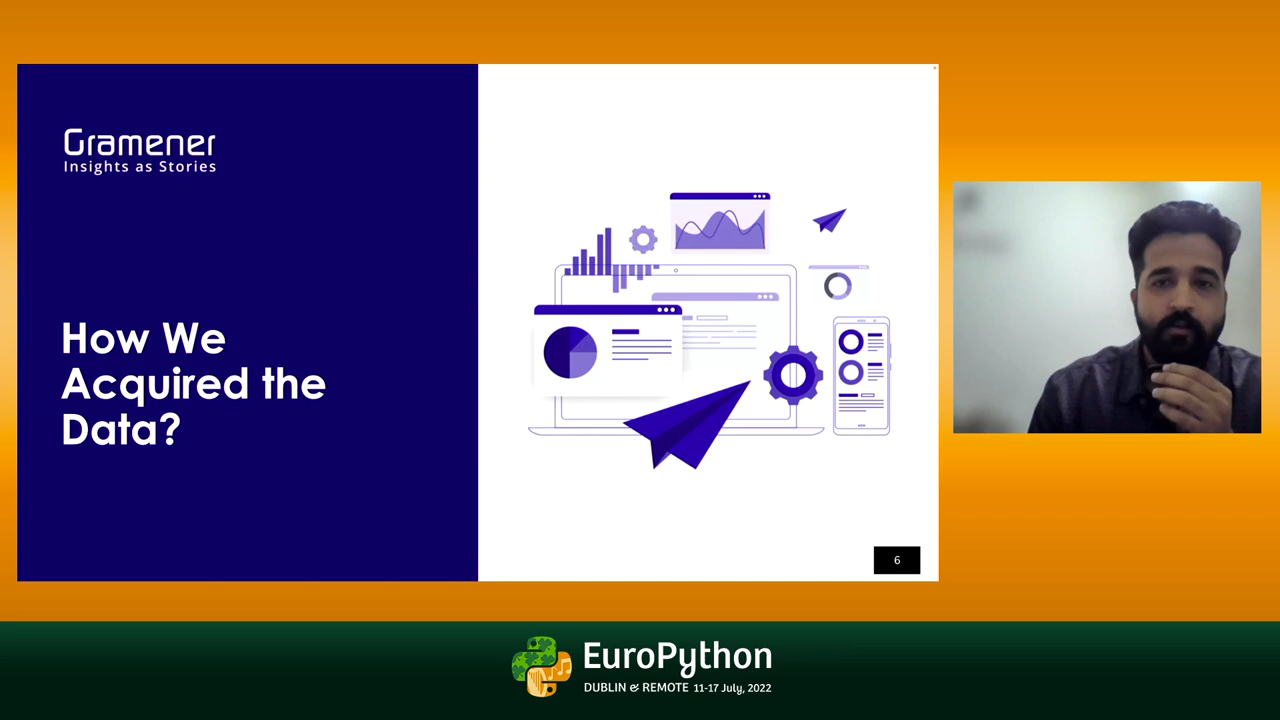 Gramener
Insights as Stories
How We
Acquired the
Data?
6
EuroPython
DUBLIN & REMOTE 11-17 July, 2022